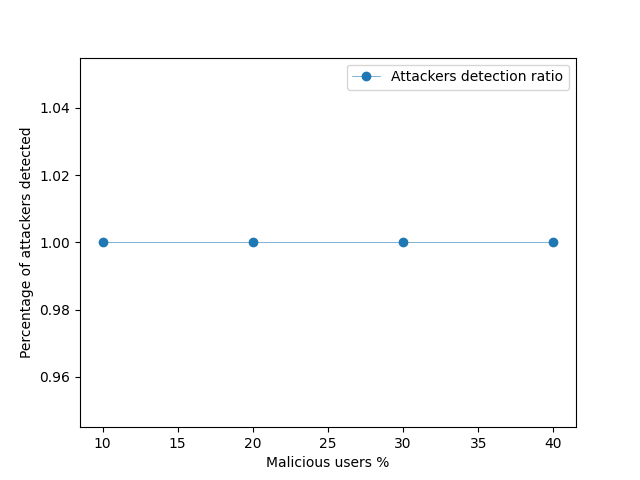 Attackers detection ratio
1.04
1.02
1.00
0.98
0.96
Percentage of attackers detected
10 15 20 25 30 35 40
Malicious users %